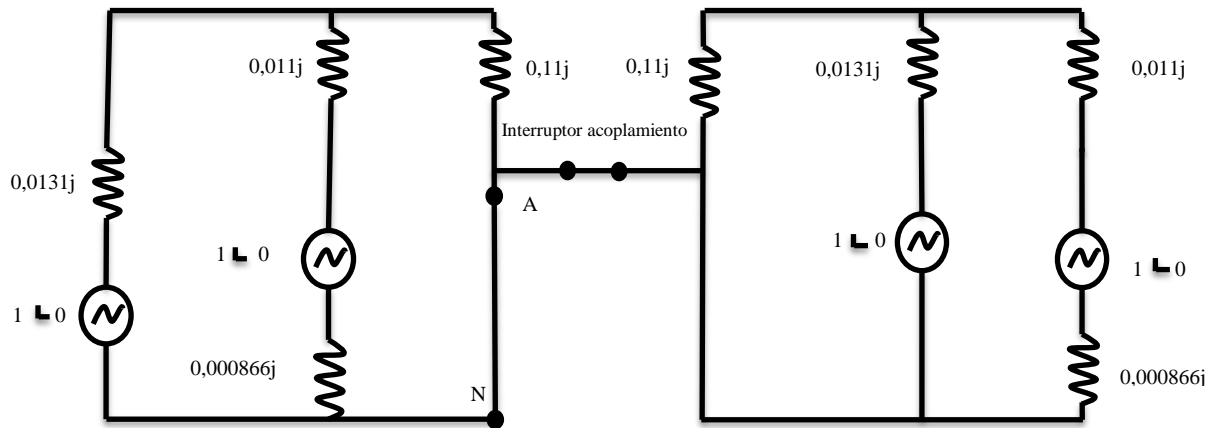 0,011j
0,11j
0,11j
0,0131j
0,011j
Interruptor acoplamiento
0,0131j
A
1 0
1 0
1 0
1 0
0,000866j
0,000866j
N